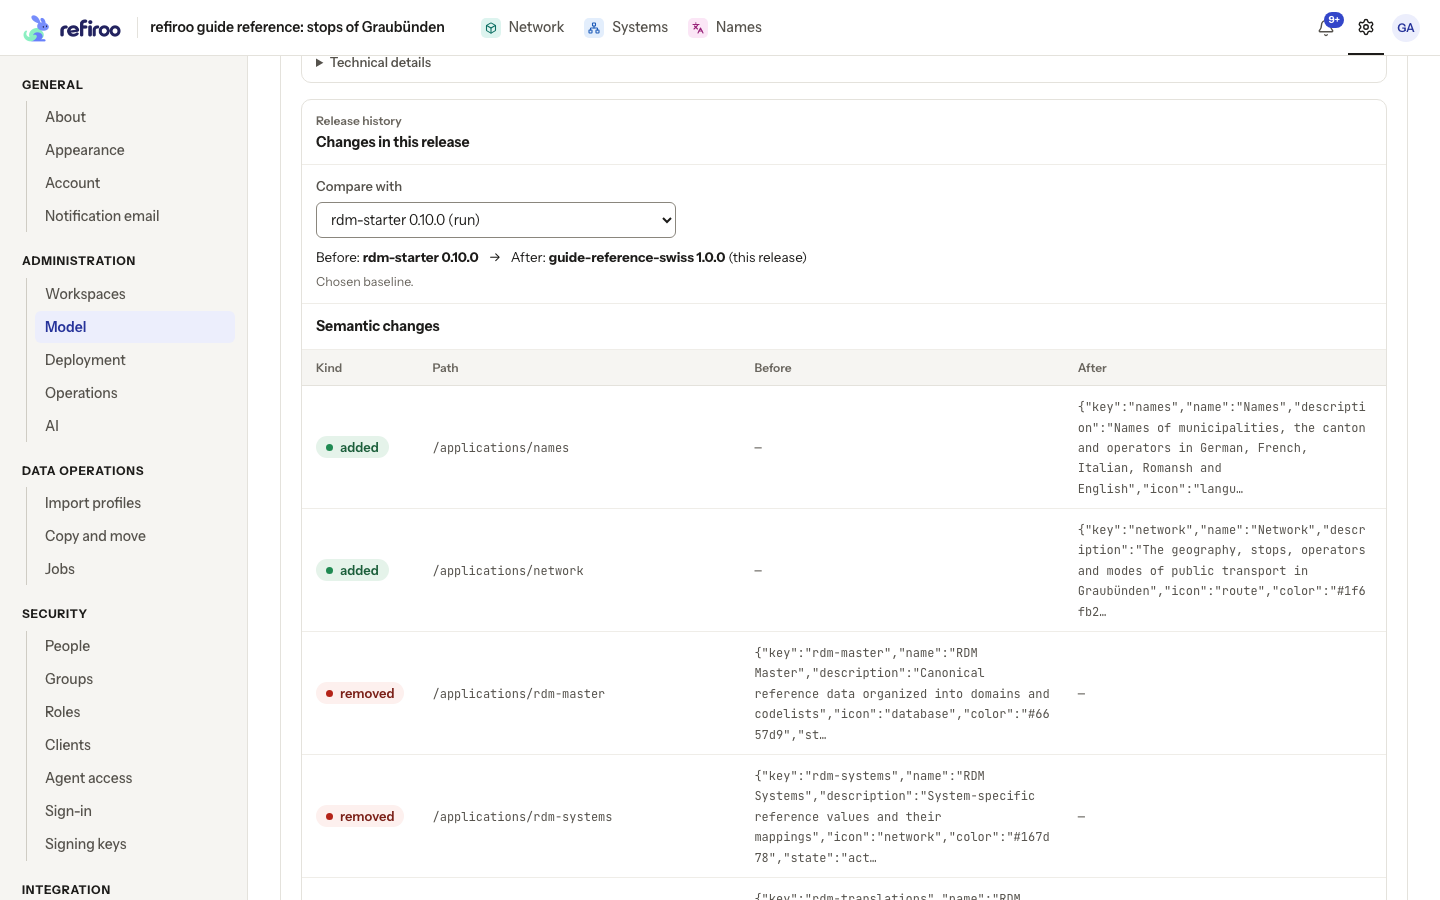 refiroo
refiroo guide reference: stops of Graubünden
Network
Systems
Names
9+
GA
GENERAL
About
Appearance
Account
Notification email
ADMINISTRATION
Workspaces
Model
Deployment
Operations
AI
DATA OPERATIONS
Import profiles
Copy and move
Jobs
SECURITY
People
Groups
Roles
Clients
Agent access
Sign-in
Signing keys
INTEGRATION
Technical details
Release history
Changes in this release
Compare with
rdm-starter 0.10.0 (run)
Before: rdm-starter 0.10.0 → After: guide-reference-swiss 1.0.0 (this release)
Chosen baseline.
Semantic changes
Kind Path Before After
added /applications/names —
{"key":"names","name":"Names","descripti
on":"Names of municipalities, the canton
and operators in German, French,
Italian, Romansh and
English","icon":"langu…
added /applications/network —
{"key":"network","name":"Network","descr
iption":"The geography, stops, operators
and modes of public transport in
Graubünden","icon":"route","color":"#1f6
fb2…
removed /applications/rdm-master
{"key":"rdm-master","name":"RDM
Master","description":"Canonical
reference data organized into domains and
codelists","icon":"database","color":"#66
57d9","st…
—
removed /applications/rdm-systems
{"key":"rdm-systems","name":"RDM
Systems","description":"System-specific
reference values and their
mappings","icon":"network","color":"#167d
78","state":"act…
—
{"key":"rdm-translations","name":"RDM